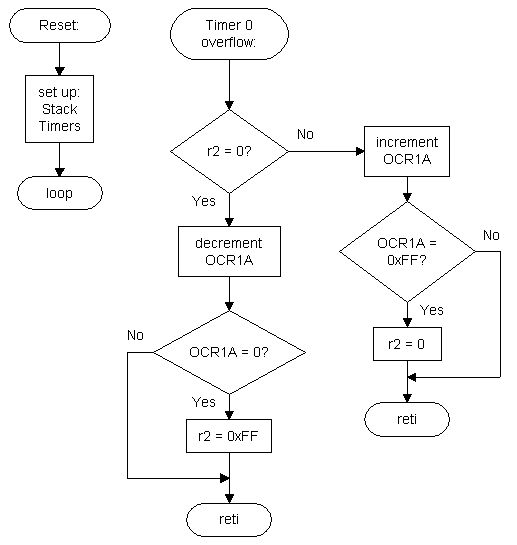 Reset:
set up:
Stack
Timers
loop
Timer 0
overflow:
r2 = 0?
No
Yes
increment
OCR1A
decrement
OCR1A
OCR1A =
0xFF?
No
Yes
r2 = 0
reti
OCR1A = 0?
No
Yes
r2 = 0xFF
reti